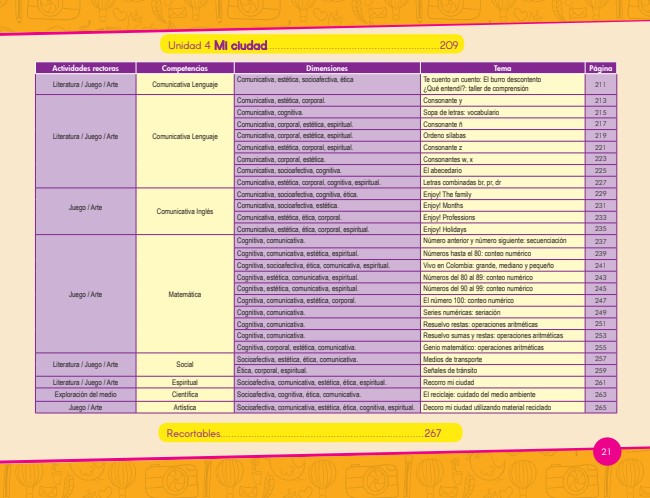 Unidad 4 Mi ciudad.......................................................209
Actividades rectoras Competencias Dimensiones Tema Página
Literatura / Juego / Arte Comunicativa Lenguaje Comunicativa, estética, socioafectiva, ética Te cuento un cuento: El burro descontento
¿Qué entendí?: taller de comprensión 211
Literatura / Juego / Arte Comunicativa Lenguaje Comunicativa, estética, corporal. Consonante y 213
Comunicativa, cognitiva. Sopa de letras: vocabulario 215
Comunicativa, corporal, estética, espiritual. Consonante ñ 217
Comunicativa, corporal, estética, espiritual. Ordeno sílabas 219
Comunicativa, corporal, estética, espiritual. Consonante z 221
Comunicativa, corporal, estética. Consonantes w, x 223
Comunicativa, socioafectiva, cognitiva. El abecedario 225
Comunicativa, estética, corporal, cognitiva, espiritual. Letras combinadas br, pr, dr 227
Juego / Arte Comunicativa Inglés Comunicativa, socioafectiva, cognitiva, ética. Enjoy! The family 229
Comunicativa, socioafectiva, estética. Enjoy! Months 231
Comunicativa, estética, ética, corporal. Enjoy! Professions 233
Comunicativa, estética, ética, corporal, espiritual. Enjoy! Holidays 235
Juego / Arte Matemática Cognitiva, comunicativa. Número anterior y número siguiente: secuenciación 237
Cognitiva, comunicativa, estética, espiritual. Números hasta el 80: conteo numérico 239
Cognitiva, socioafectiva, ética, comunicativa, espiritual. Vivo en Colombia: grande, mediano y pequeño 241
Cognitiva, estética, comunicativa, espiritual. Números del 80 al 89: conteo numérico 243
Cognitiva, estética, comunicativa, espiritual. Números del 90 al 99: conteo numérico 245
Cognitiva, comunicativa, estética, corporal. El número 100: conteo numérico 247
Cognitiva, comunicativa. Series numéricas: seriación 249
Cognitiva, comunicativa. Resuelvo restas: operaciones aritméticas 251
Cognitiva, comunicativa. Resuelvo sumas y restas: operaciones aritméticas 253
Cognitiva, corporal, estética, comunicativa. Genio matemático: operaciones aritméticas 255
Literatura / Juego / Arte Social Socioafectiva, estética, ética, comunicativa. Medios de transporte 257
Ética, corporal, espiritual. Señales de tránsito 259
Literatura / Juego / Arte Espiritual Socioafectiva, comunicativa, estética, ética, espiritual. Recorro mi ciudad 261
Exploración del medio Científica Socioafectiva, cognitiva, ética, comunicativa. El reciclaje: cuidado del medio ambiente 263
Juego / Arte Artística Socioafectiva, comunicativa, estética, ética, cognitiva, espiritual. Decoro mi ciudad utilizando material reciclado 265
Recortables.......................................................267
21